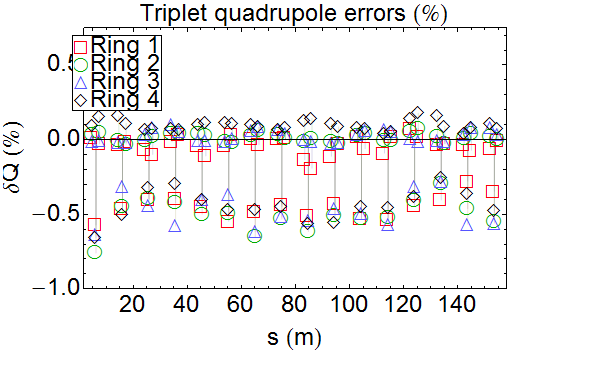 Triplet quadrupole errors (%)
0.5
Ring 1
Ring 2
Ring 3
Ring 4
0.0
−0.5
−1.0
δQ (%)
20 40 60 80 100 120 140
s (m)